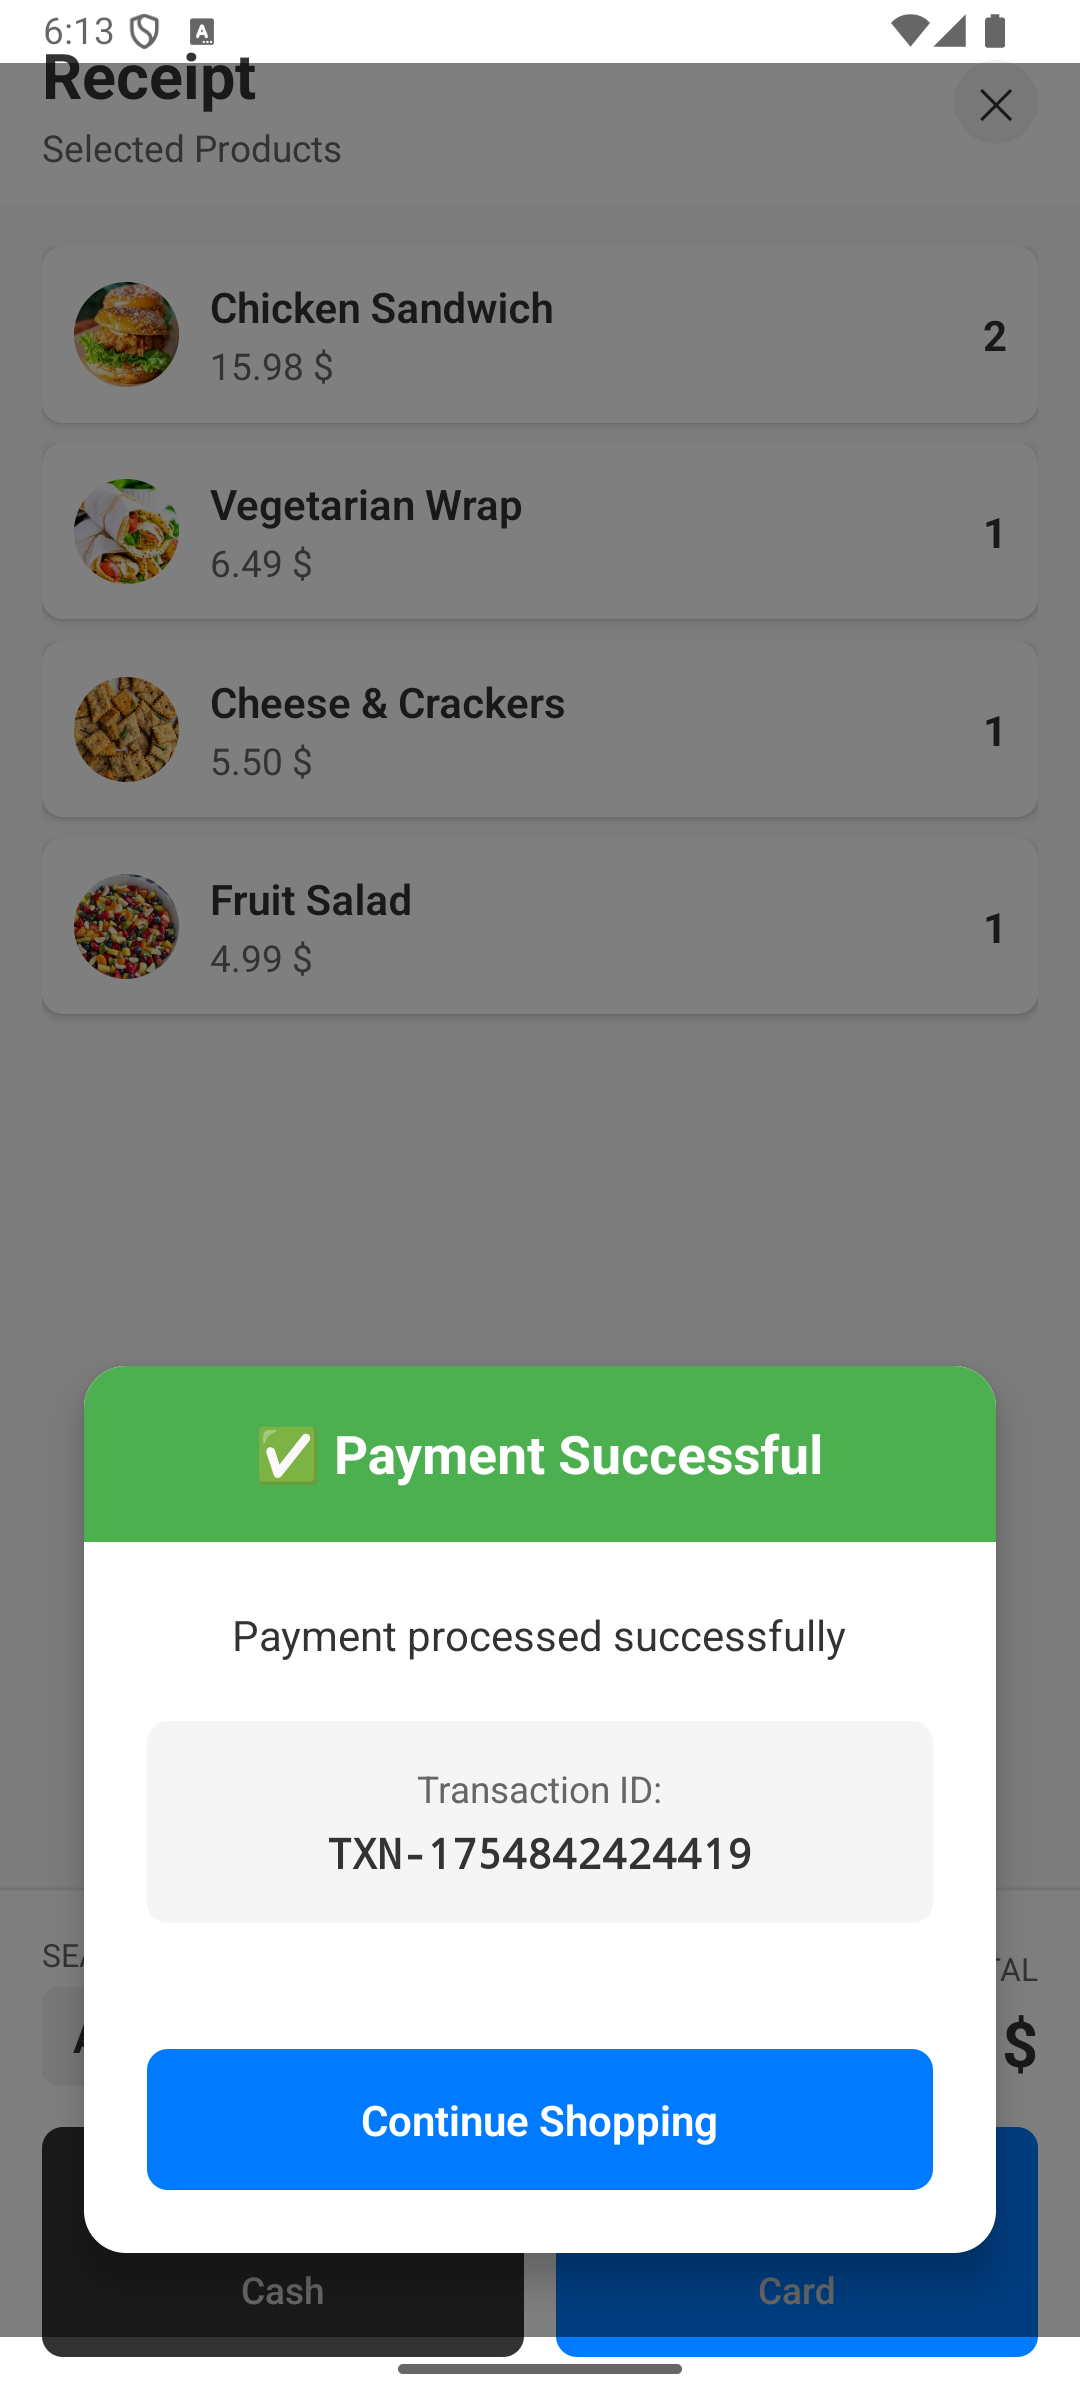 6:13
Receipt
Selected Products
Chicken Sandwich
15.98 $
2
Vegetarian Wrap
6.49 $
1
Cheese & Crackers
5.50 $
1
Fruit Salad
4.99 $
1
✅ Payment Successful
Payment processed successfully
Transaction ID:
TXN-1754842424419
$
Continue Shopping
Cash
Card